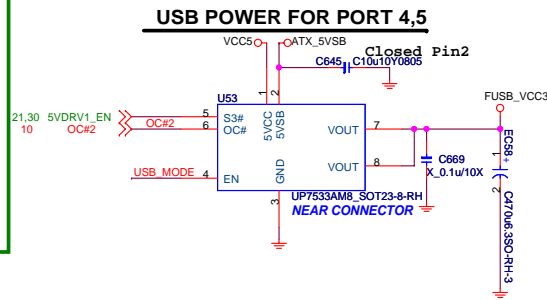 USB POWER FOR PORT 4,5
VCC5
ATX_5VSB
Closed Pin2
C645
C10u10Y0805
U53
1
2
FUSB_VCC3
21,30 5VDRV1_EN
10 OC#2
OC#2
5
6
S3#
OC#
5VCC
5VSB
VOUT
7
VOUT
8
USB_MODE
4
EN
GND
3
C669
X_0.1u/10X
EC58
+
1
2
C470u6.3SO-RH-3
UP7533AM8_SOT23-8-RH
NEAR CONNECTOR